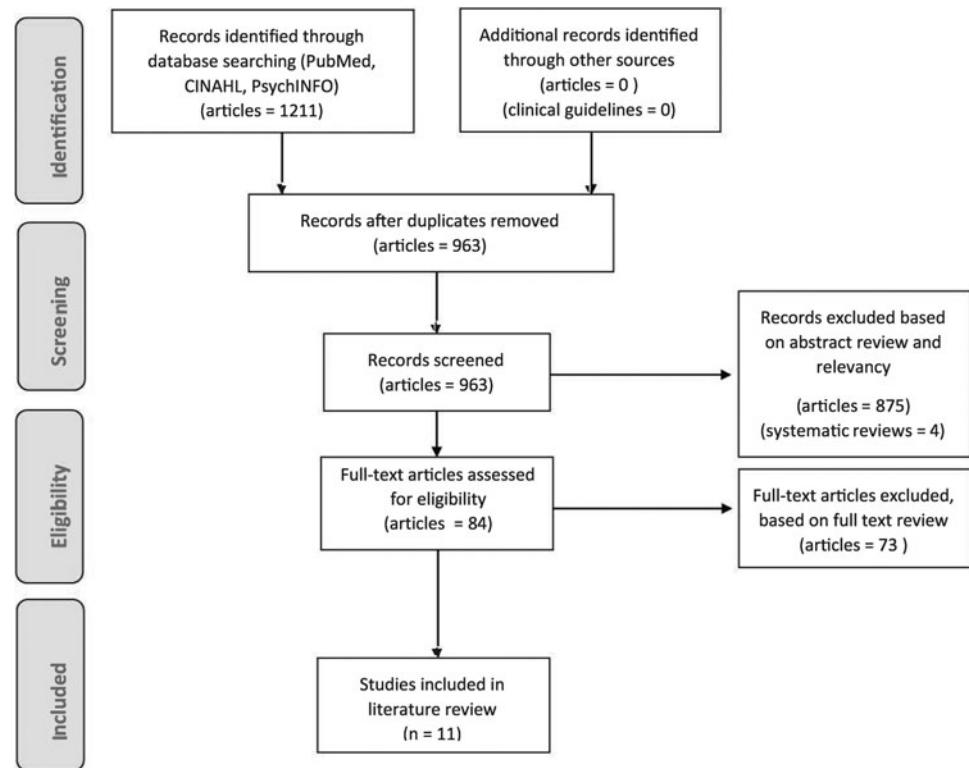 Identification
Records identified through
database searching (PubMed,
CINAHL, PsychINFO)
(articles = 1211)
Additional records identified
through other sources
(articles = 0 )
(clinical guidelines = 0)
Records after duplicates removed
(articles = 963)
Screening
Records screened
(articles = 963)
Records excluded based
on abstract review and
relevancy
(articles = 875)
(systematic reviews = 4)
Eligibility
Full-text articles assessed
for eligibility
(articles = 84)
Full-text articles excluded,
based on full text review
(articles = 73 )
Included
Studies included in
literature review
(n = 11)